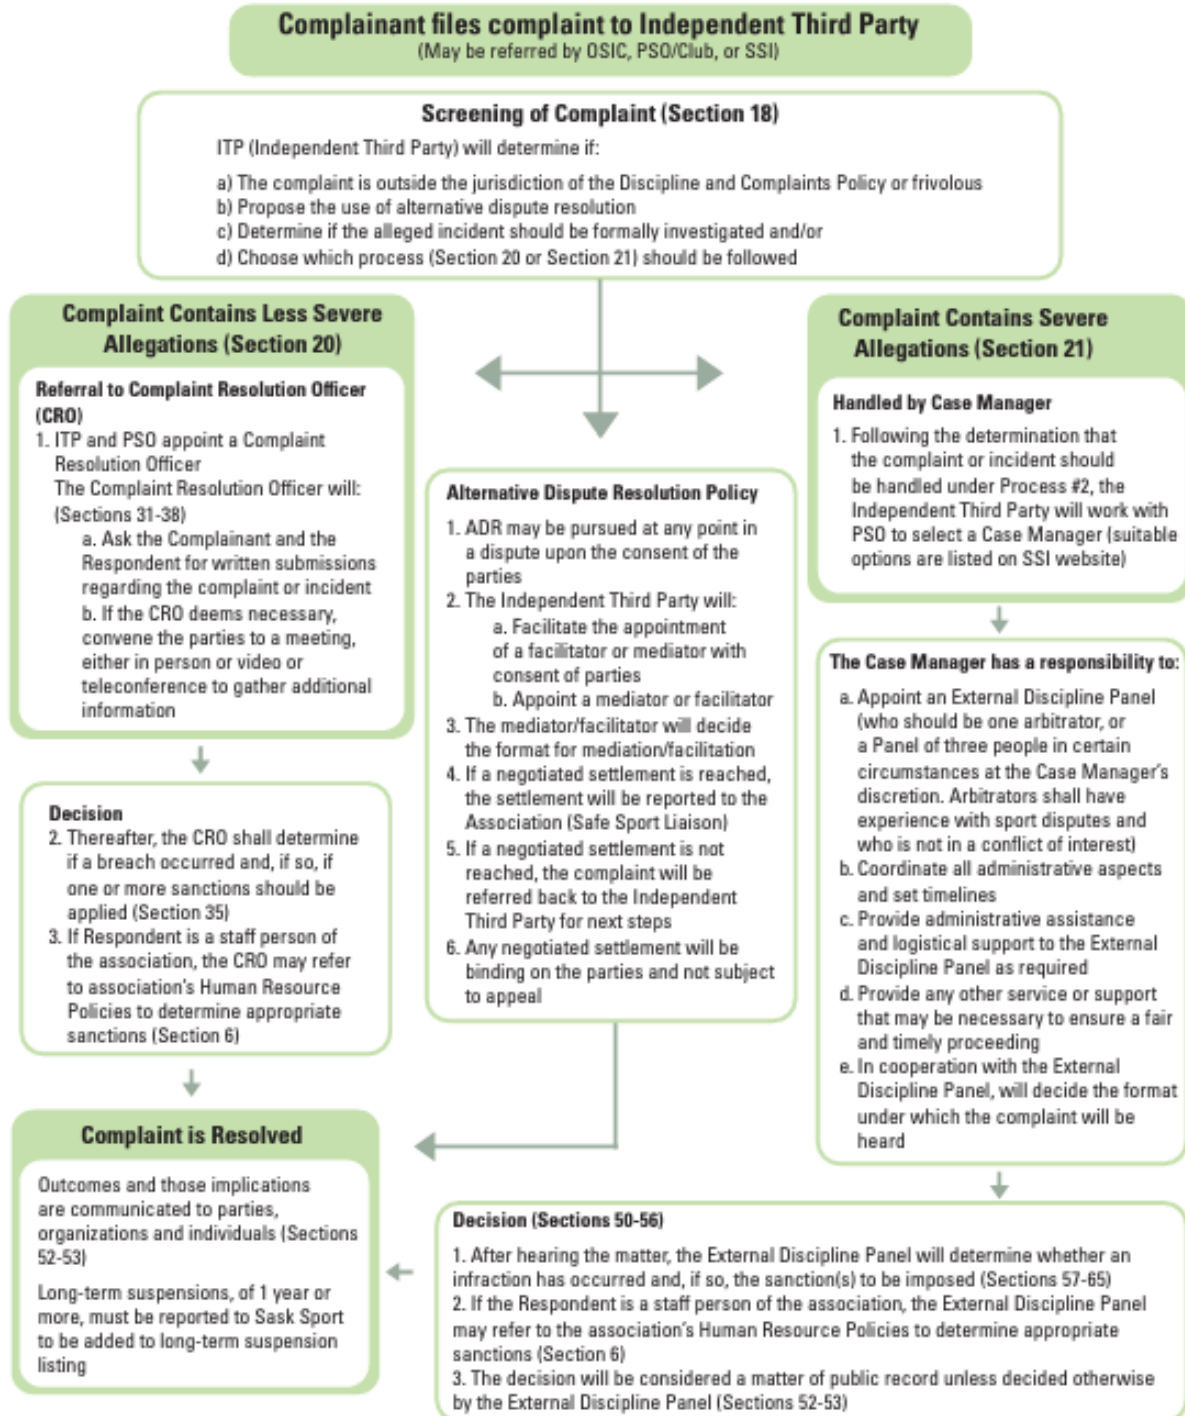 Complainant files complaint to Independent Third Party
(May be referred by OSIC, PSO/Club, or SSI)
Screening of Complaint (Section 18)
ITP (Independent Third Party) will determine if:
a) The complaint is outside the jurisdiction of the Discipline and Complaints Policy or frivolous
b) Propose the use of alternative dispute resolution
c) Determine if the alleged incident should be formally investigated and/or
d) Choose which process (Section 20 or Section 21) should be followed
Complaint Contains Less Severe
Allegations (Section 20)
Referral to Complaint Resolution Officer
(CRO)
1. ITP and PSO appoint a Complaint
Resolution Officer
The Complaint Resolution Officer will:
(Sections 31-38)
a. Ask the Complainant and the
Respondent for written submissions
regarding the complaint or incident
b. If the CRO deems necessary,
convene the parties to a meeting,
either in person or video or
teleconference to gather additional
information
Decision
2. Thereafter, the CRO shall determine
if a breach occurred and, if so, if
one or more sanctions should be
applied (Section 35)
3. If Respondent is a staff person of
the association, the CRO may refer
to association's Human Resource
Policies to determine appropriate
sanctions (Section 6)
Alternative Dispute Resolution Policy
1. ADR may be pursued at any point in
a dispute upon the consent of the
parties
2. The Independent Third Party will:
a. Facilitate the appointment
of a facilitator or mediator with
consent of parties
b. Appoint a mediator or facilitator
3. The mediator/facilitator will decide
the format for mediation/facilitation
4. If a negotiated settlement is reached,
the settlement will be reported to the
Association (Safe Sport Liaison)
5. If a negotiated settlement is not
reached, the complaint will be
referred back to the Independent
Third Party for next steps
6. Any negotiated settlement will be
binding on the parties and not subject
to appeal
Complaint Contains Severe
Allegations (Section 21)
Handled by Case Manager
1. Following the determination that
the complaint or incident should
be handled under Process #2, the
Independent Third Party will work with
PSO to select a Case Manager (suitable
options are listed on SSI website)
The Case Manager has a responsibility to:
a. Appoint an External Discipline Panel
(who should be one arbitrator, or
a Panel of three people in certain
circumstances at the Case Manager's
discretion. Arbitrators shall have
experience with sport disputes and
who is not in a conflict of interest)
b. Coordinate all administrative aspects
and set timelines
c. Provide administrative assistance
and logistical support to the External
Discipline Panel as required
d. Provide any other service or support
that may be necessary to ensure a fair
and timely proceeding
e. In cooperation with the External
Discipline Panel, will decide the format
under which the complaint will be
heard
Decision (Sections 50-56)
1. After hearing the matter, the External Discipline Panel will determine whether an
infraction has occurred and, if so, the sanction(s) to be imposed (Sections 57-65)
2. If the Respondent is a staff person of the association, the External Discipline Panel
may refer to the association's Human Resource Policies to determine appropriate
sanctions (Section 6)
3. The decision will be considered a matter of public record unless decided otherwise
by the External Discipline Panel (Sections 52-53)
Complaint is Resolved
Outcomes and those implications
are communicated to parties,
organizations and individuals (Sections
52-53)
Long-term suspensions, of 1 year or
more, must be reported to Sask Sport
to be added to long-term suspension
listing